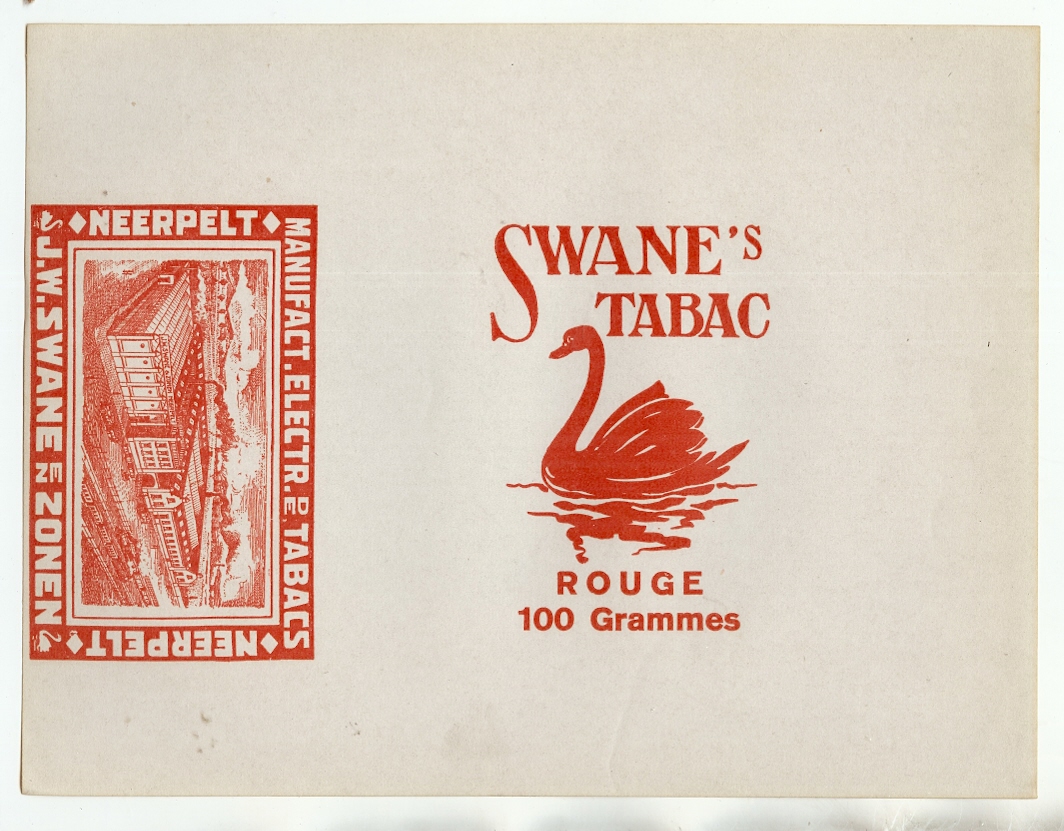 NEERPELT
MANUFACT. ELECTR. DE TABACS
J.W. SWANE EN ZONEN
NEERPELT
SWANE'S
TABAC
ROUGE
100 Grammes